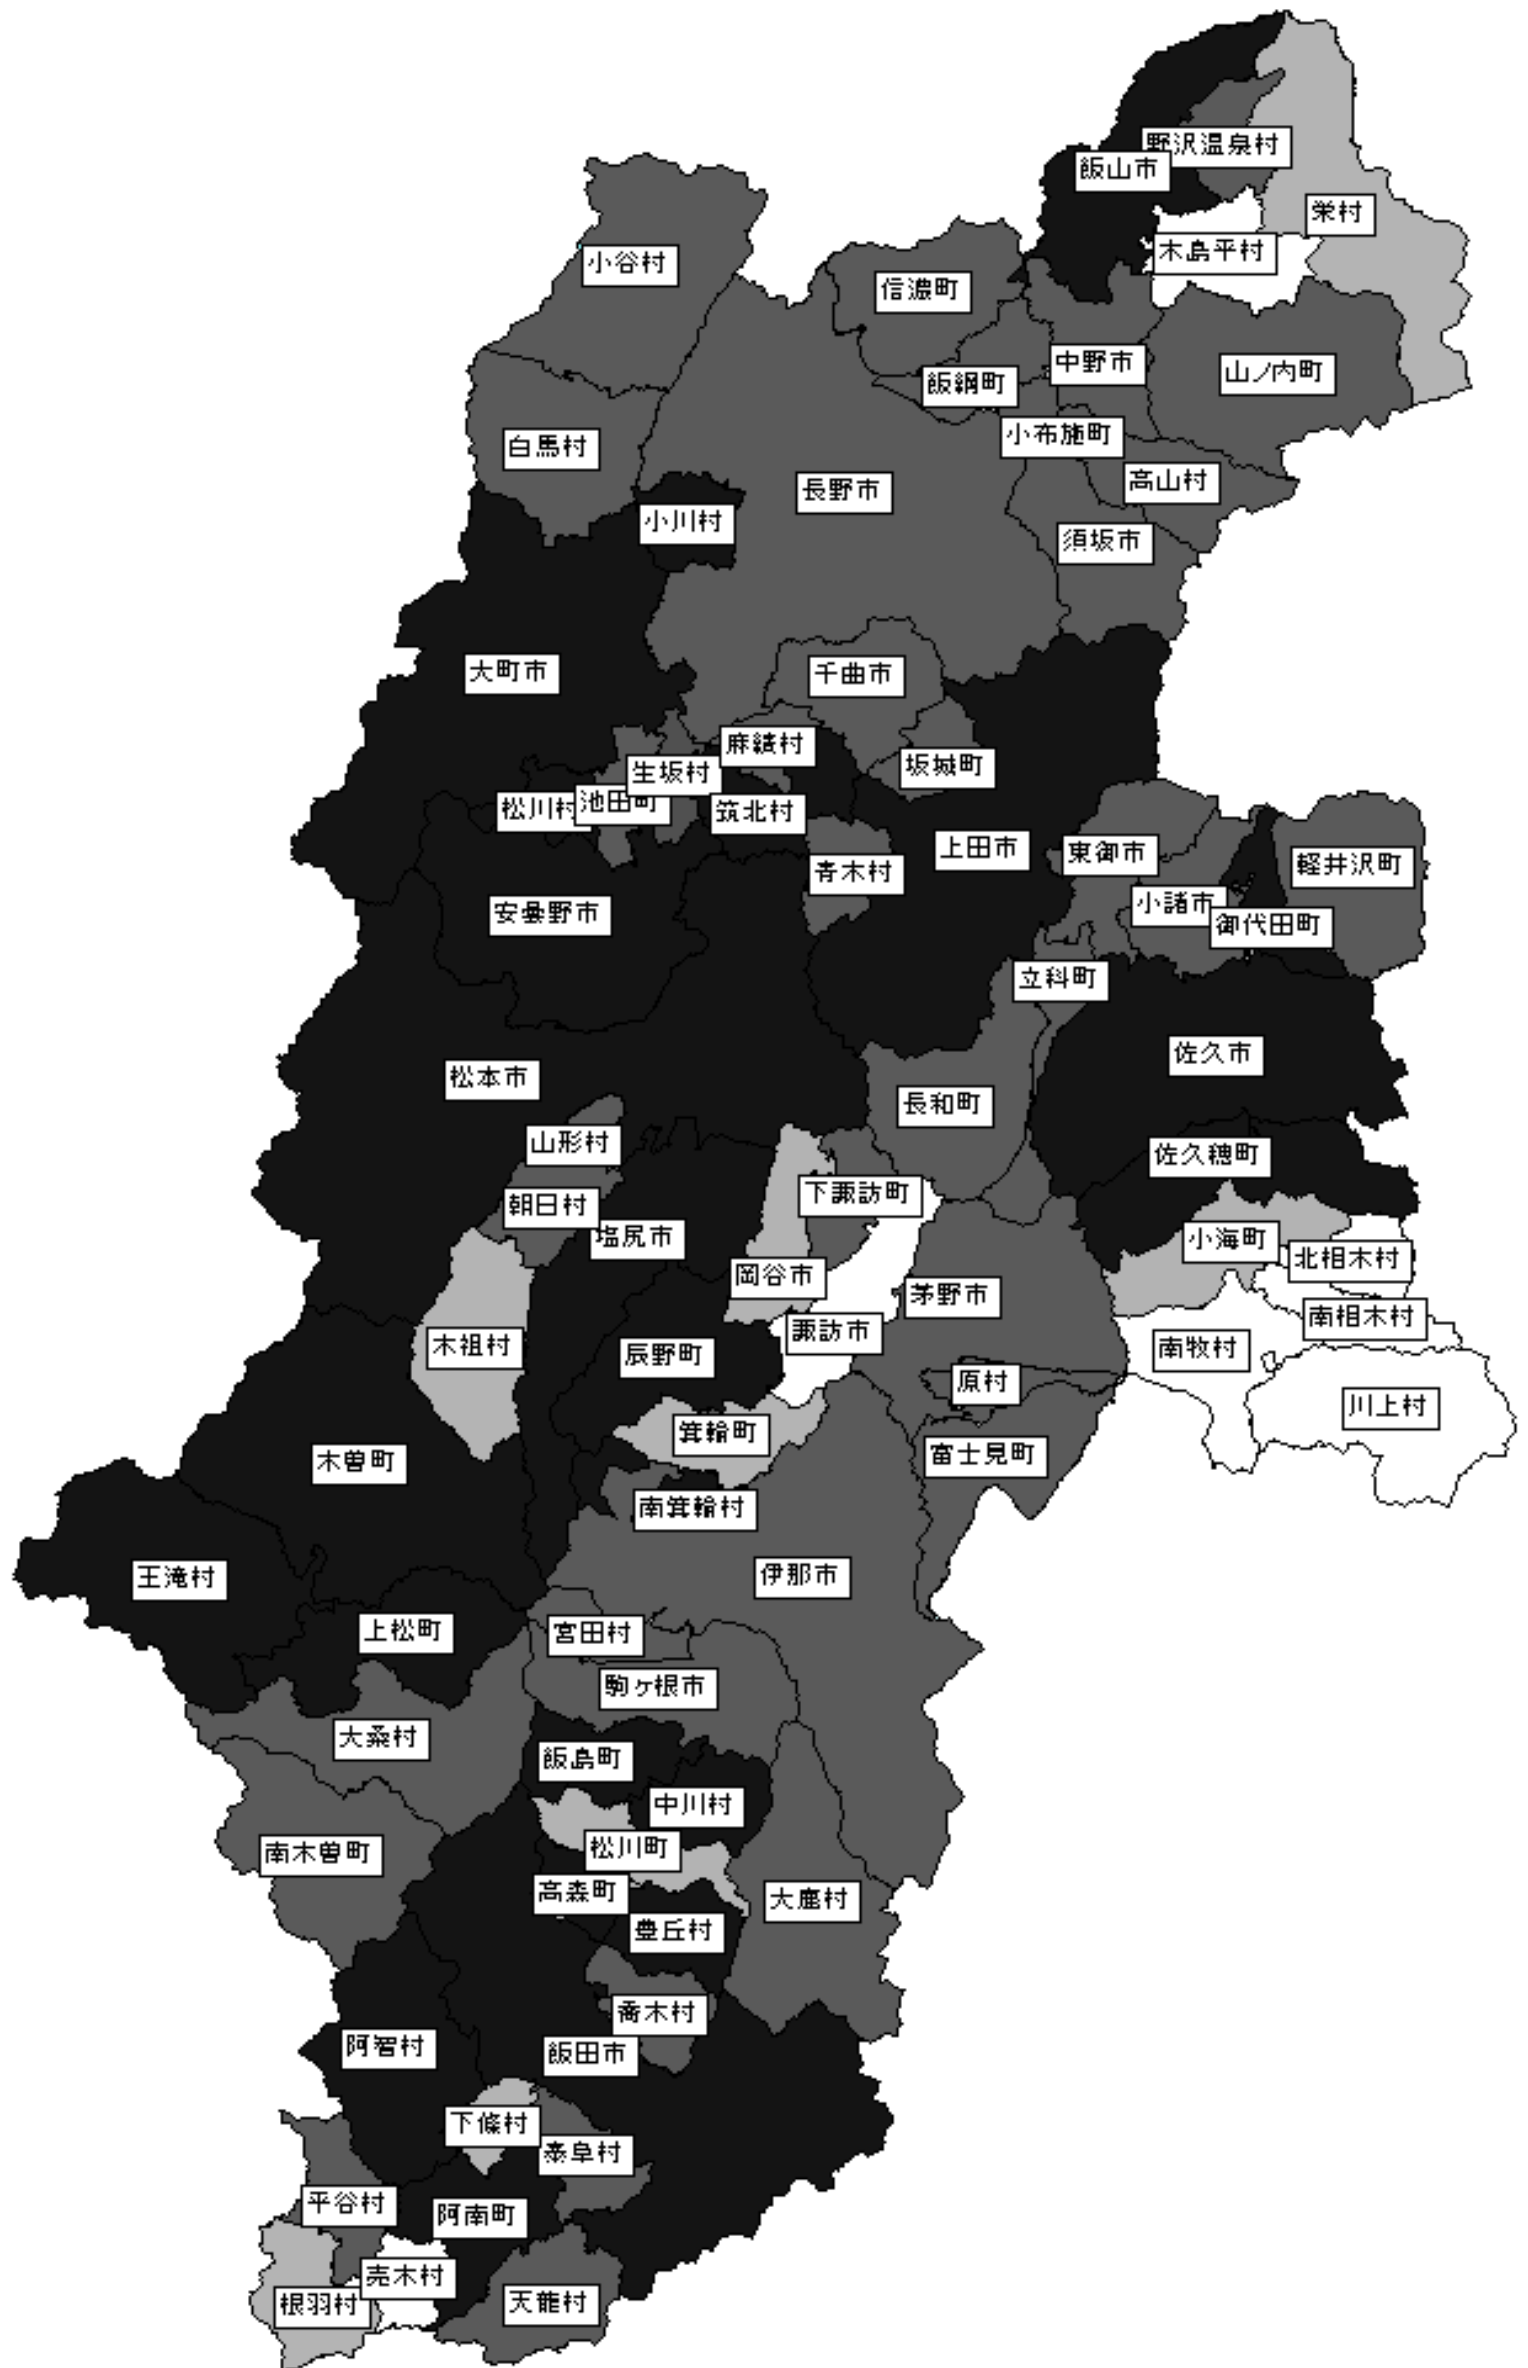 野沢温泉村
飯山市
栄村
木島平村
小谷村
信濃町
中野市
山ノ内町
飯綱町
小布施町
白馬村
高山村
長野市
小川村
須坂市
大町市
千曲市
麻績村
坂城町
生坂村
松川村
池田町
筑北村
上田市
東御市
軽井沢町
青木村
小諸市
安曇野市
御代田町
立科町
佐久市
松本市
長和町
山形村
佐久穂町
下諏訪町
朝日村
塩尻市
小海町
北相木村
岡谷市
茅野市
南相木村
諏訪市
木祖村
南牧村
辰野町
原村
川上村
箕輪町
富士見町
木曽町
南箕輪村
王滝村
伊那市
上松町
宮田村
駒ヶ根市
大桑村
飯島町
中川村
松川町
南木曽町
高森町
大鹿村
豊丘村
喬木村
阿智村
飯田市
下條村
泰阜村
平谷村
阿南町
売木村
根羽村
天龍村